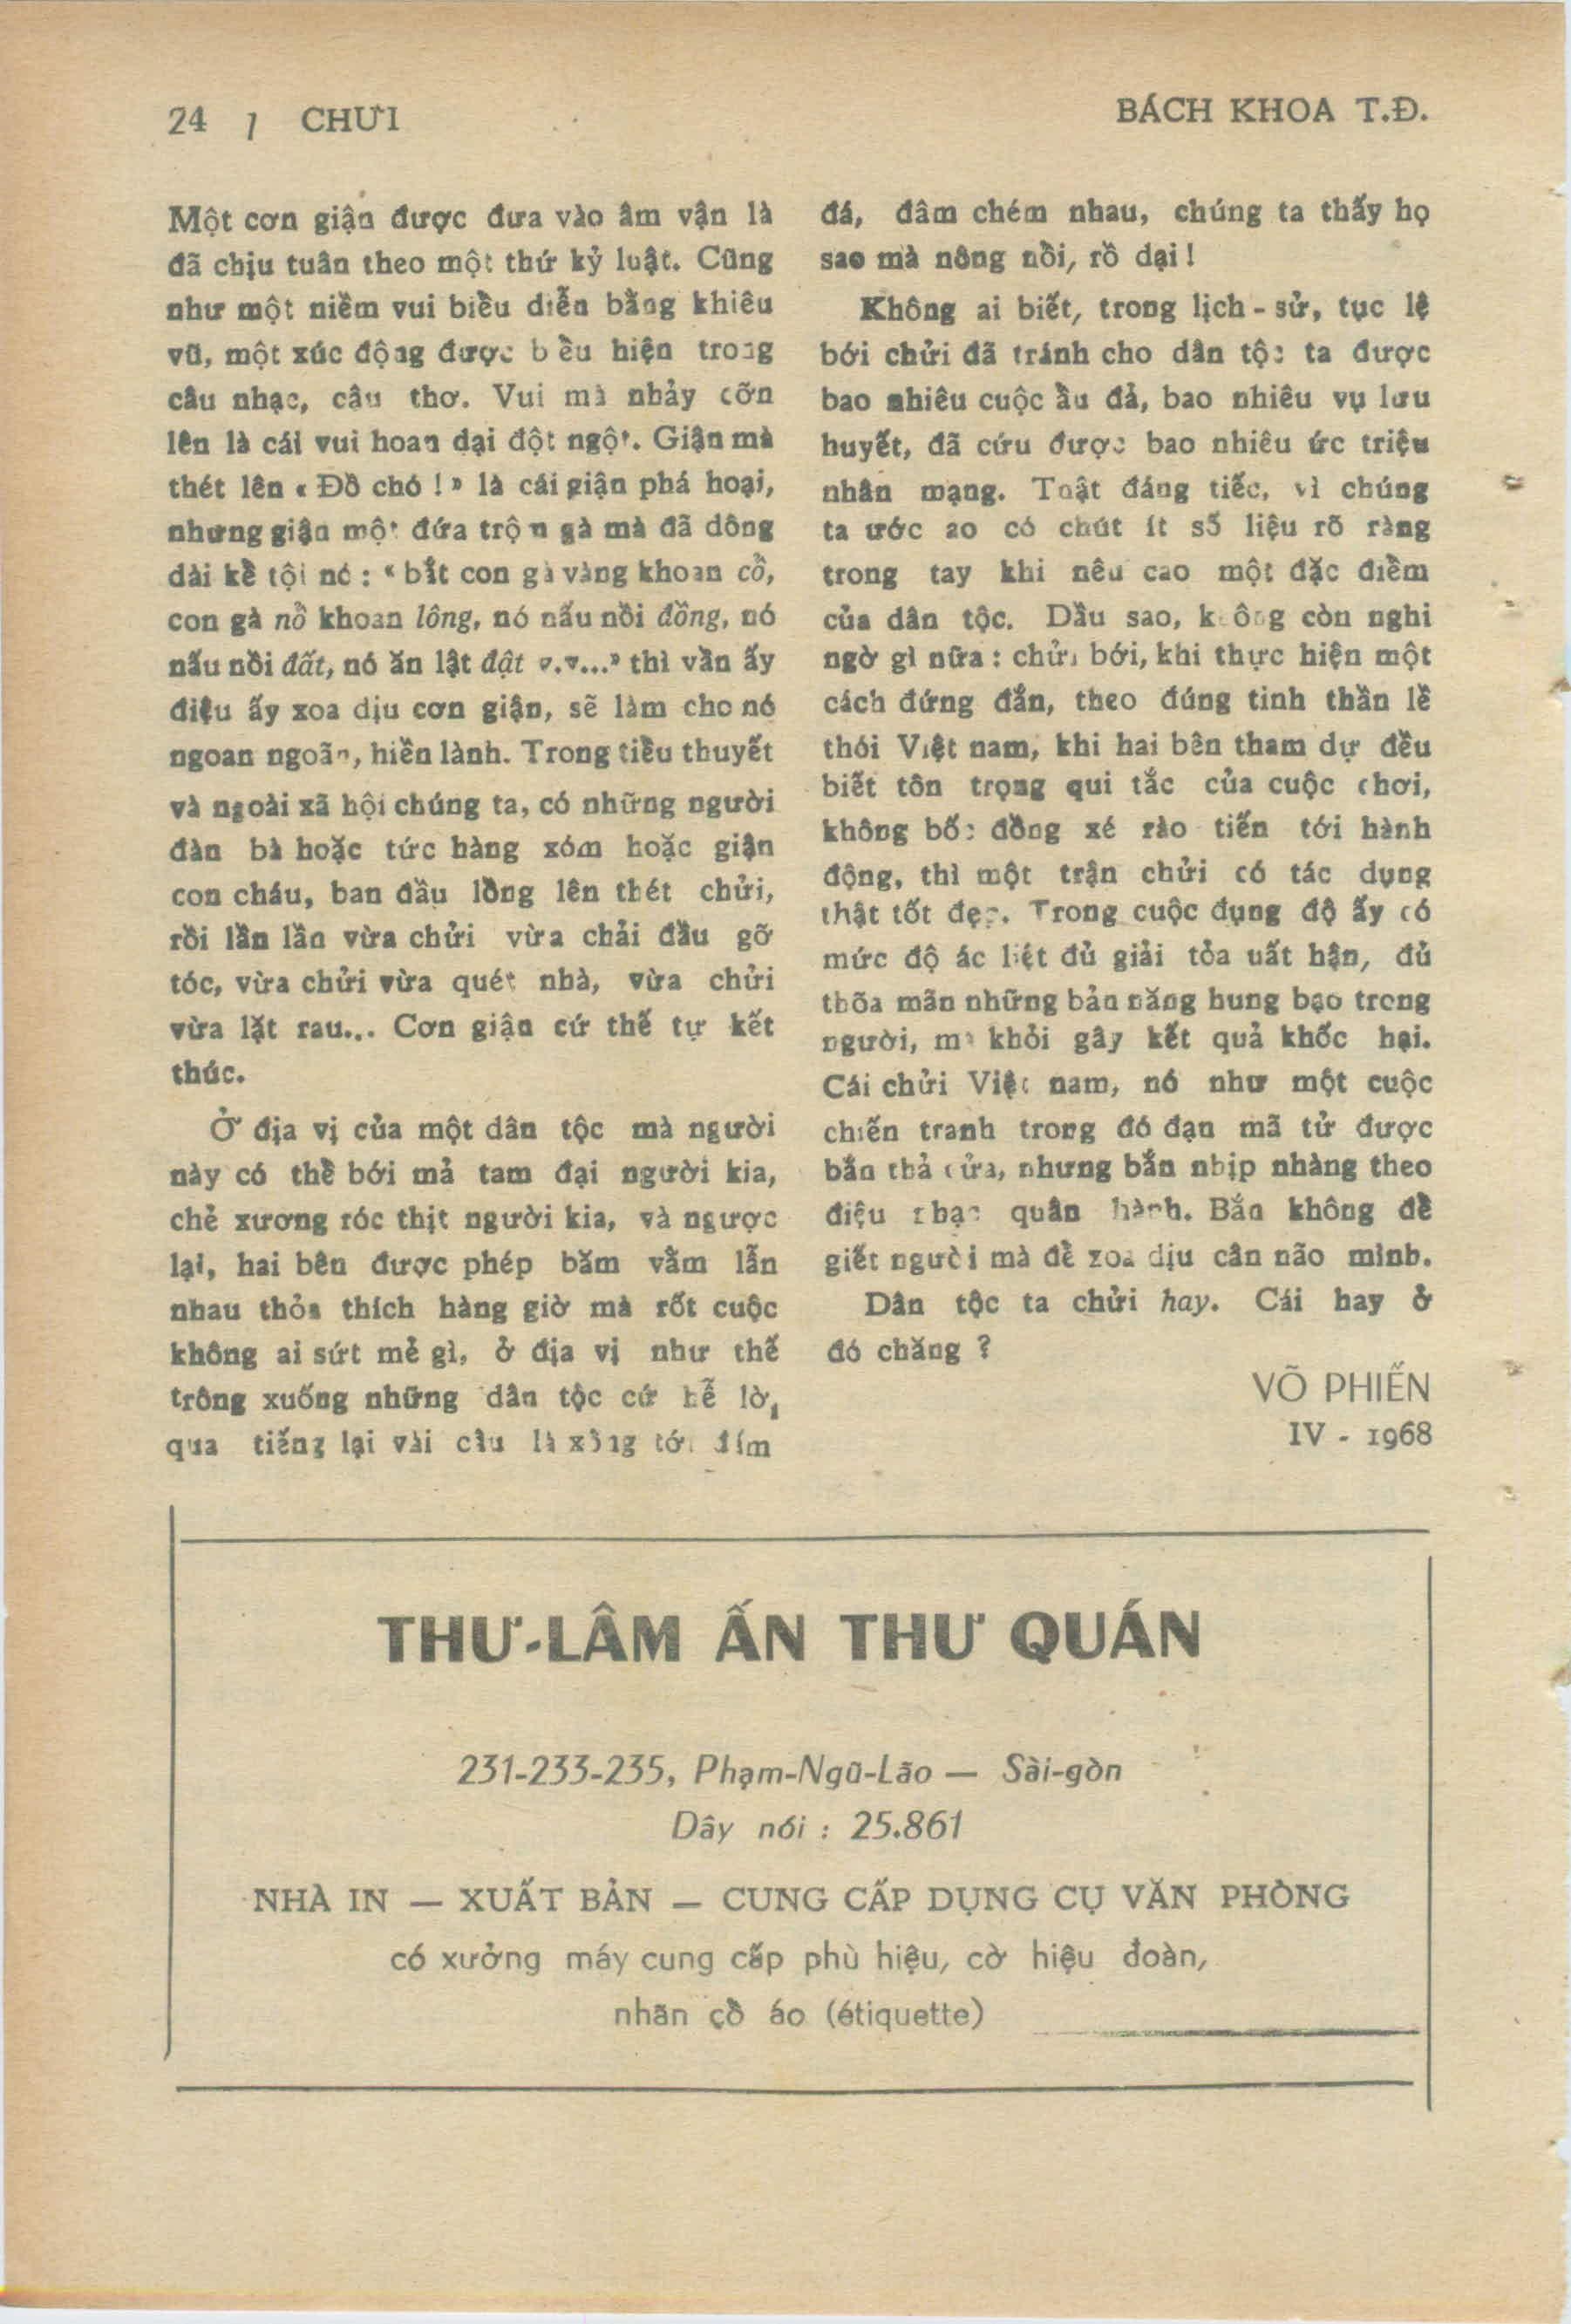 24 / CHƯI
BÁCH KHOA T.Đ.
Một cơn giận được đưa vào âm vận là
đã chịu tuân theo một thứ kỷ luật. Cũng
như một niềm vui biểu diễn bằng khiêu
vũ, một xúc động được biểu hiện trong
câu nhạc, câu thơ. Vui mà nhảy cỡn
lên là cái vui hoan dại đột ngột. Giận mà
thét lên « Đồ chó ! » là cái giận phá hoại,
nhưng giận một đứa trộm gà mà đã dông
dài kể tội nó : « bắt con gà vàng khoan cổ,
con gà nổ khoan lông, nó nấu nồi đồng, nó
nấu nồi đất, nó ăn lật đật v.v...» thì vần ấy
điệu ấy xoa dịu cơn giận, sẽ làm cho nó
ngoan ngoãn, hiền lành. Trong tiểu thuyết
và ngoài xã hội chúng ta, có những người
đàn bà hoặc tức hàng xóm hoặc giận
con cháu, ban đầu lồng lên thét chửi,
rồi lần lần vừa chửi vừa chải đầu gỡ
tóc, vừa chửi vừa quét nhà, vừa chửi
vừa lặt rau... Cơn giận cứ thế tự kết
thúc.
Ở địa vị của một dân tộc mà người
này có thể bới mả tam đại người kia,
chẻ xương róc thịt người kia, và ngược
lại, hai bên được phép băm vằm lẫn
nhau thỏa thích hàng giờ mà rốt cuộc
không ai sứt mẻ gì, ở địa vị như thế
trông xuống những dân tộc cứ hễ lời
qua tiếng lại vài câu là xông tới đấm
đá, đâm chém nhau, chúng ta thấy họ
sao mà nông nổi, rồ dại !
Không ai biết, trong lịch - sử, tục lệ
bới chửi đã tránh cho dân tộc ta được
bao nhiêu cuộc ẩu đả, bao nhiêu vụ lưu
huyết, đã cứu được bao nhiêu ức triệu
nhân mạng. Thật đáng tiếc, vì chúng
ta ước ao có chút ít số liệu rõ ràng
trong tay khi nêu cao một đặc điểm
của dân tộc. Dầu sao, không còn nghi
ngờ gì nữa : chửi bới, khi thực hiện một
cách đứng đắn, theo đúng tinh thần lề
thói Việt nam, khi hai bên tham dự đều
biết tôn trọng qui tắc của cuộc chơi,
không bốc đồng xé rào tiến tới hành
động, thì một trận chửi có tác dụng
thật tốt đẹp. Trong cuộc đụng độ ấy có
mức độ ác liệt đủ giải tỏa uất hận, đủ
thõa mãn những bản năng hung bạo trong
người, mà khỏi gây kết quả khốc hại.
Cái chửi Việt nam, nó như một cuộc
chiến tranh trong đó đạn mã tử được
bắn thả cửa, nhưng bắn nhịp nhàng theo
điệu nhạc quân hành. Bắn không để
giết người mà để xoa dịu cân não mình.
Dân tộc ta chửi hay. Cái hay ở
đó chăng ?
VÕ PHIẾN
IV - 1968
THƯ-LÂM ẤN THƯ QUÁN
231-233-235, Phạm-Ngũ-Lão — Sài-gòn
Dây nói : 25.861
NHÀ IN — XUẤT BẢN — CUNG CẤP DỤNG CỤ VĂN PHÒNG
có xưởng máy cung cấp phù hiệu, cờ hiệu đoàn,
nhãn cổ áo (étiquette)